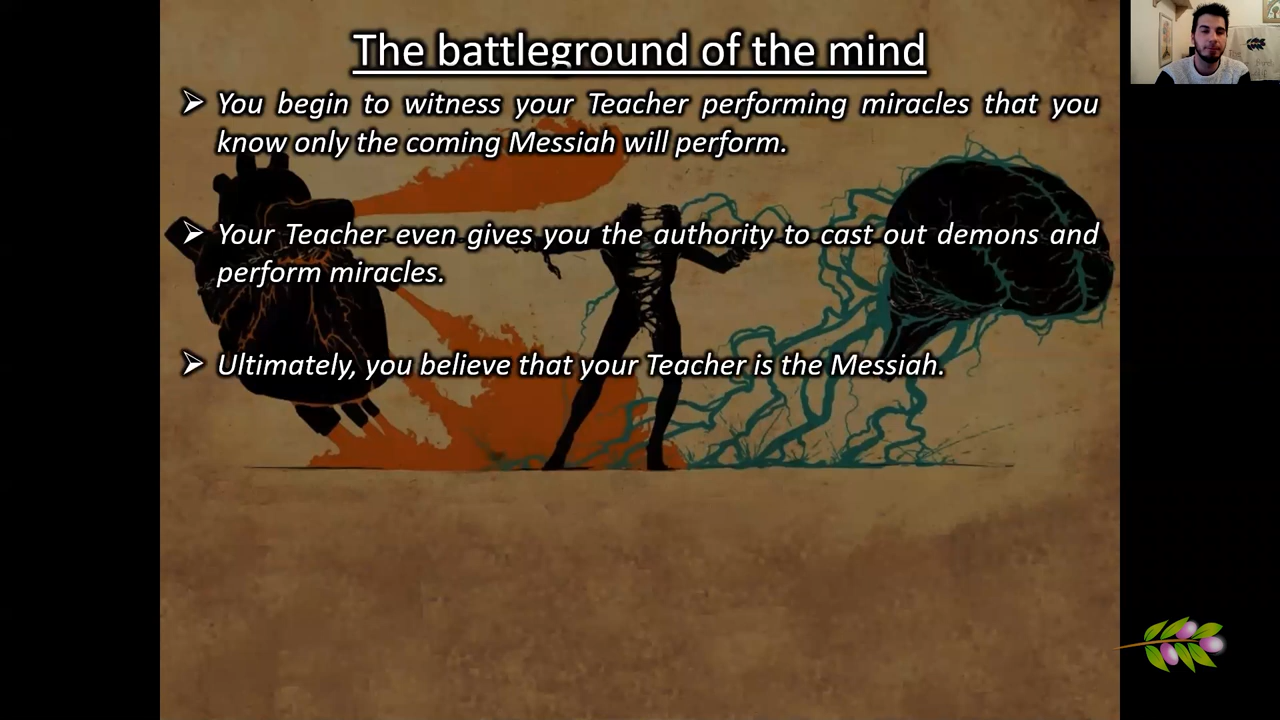 The battleground of the mind
➢ You begin to witness your Teacher performing miracles that you
know only the coming Messiah will perform.
➢ Your Teacher even gives you the authority to cast out demons and
perform miracles.
➢ Ultimately, you believe that your Teacher is the Messiah.